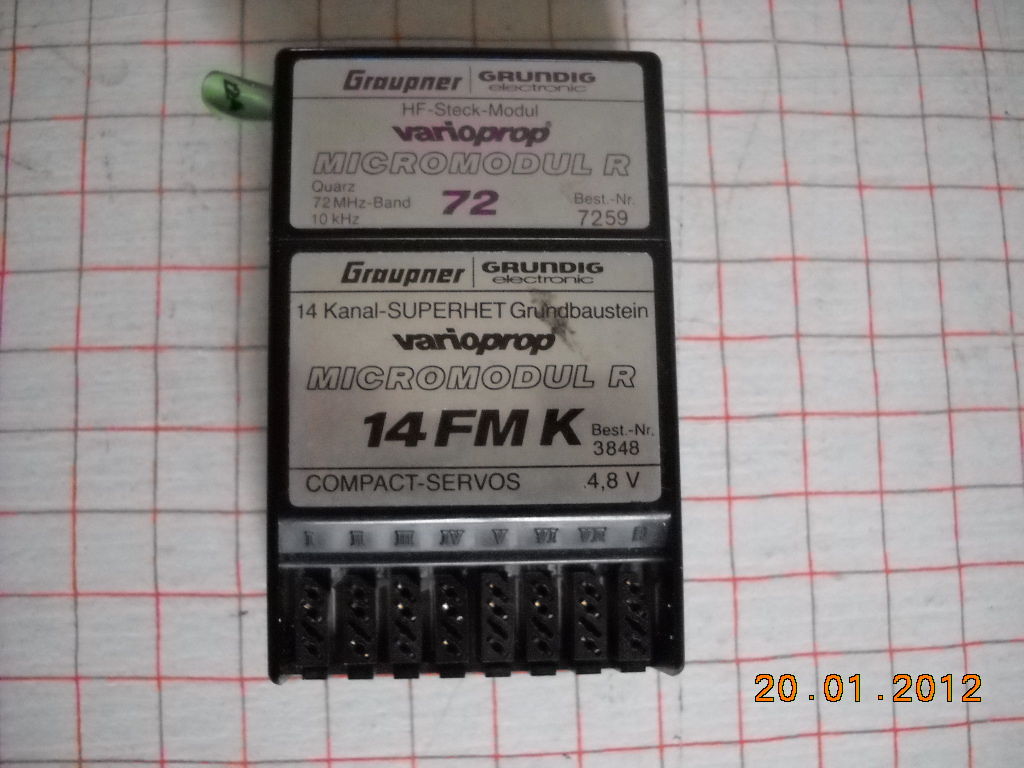 Graupner GRUNDIG electronic
HF-Steck-Modul
varioprop
MICROMODUL R
Quarz
72 MHz-Band
10 kHz
72
Best.-Nr.
7259
Graupner GRUNDIG electronic
14 Kanal-SUPERHET Grundbaustein
varioprop
MICROMODUL R
14 FM K
Best.-Nr.
3848
COMPACT-SERVOS 4,8 V
I II III IV V VI VII
20.01.2012